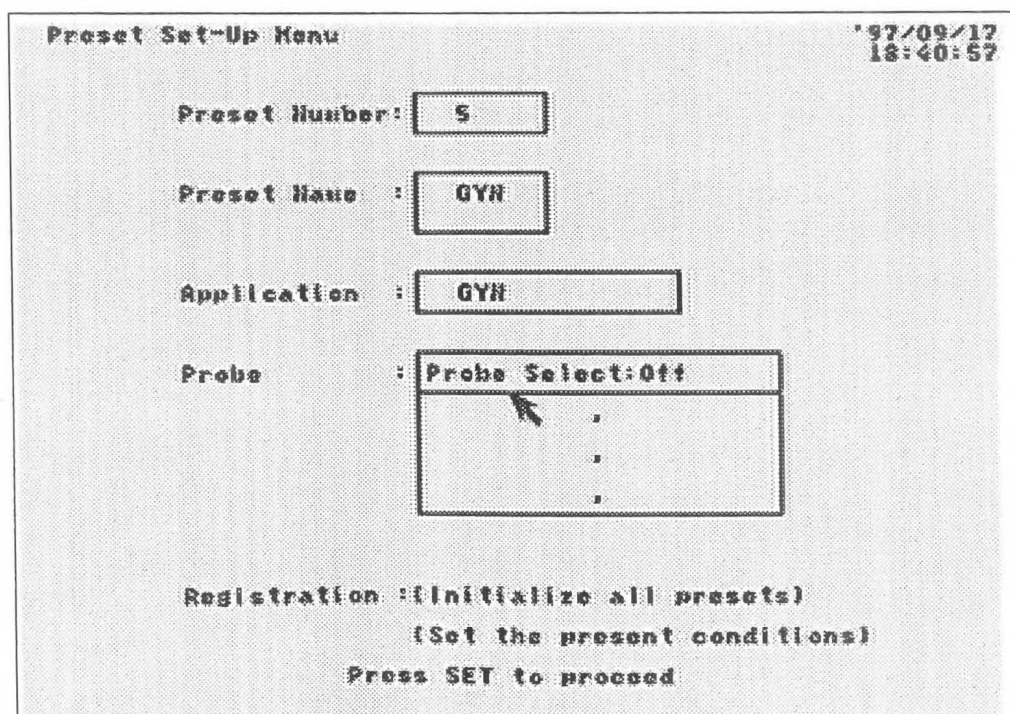 Preset Set-Up Menu
'97/09/17
18:40:57
Preset Number: 5
Preset Name : GYN
Application : GYN
Probe : Probe Select:Off
Registration :(Initialize all presets)
(Set the present conditions)
Press SET to proceed